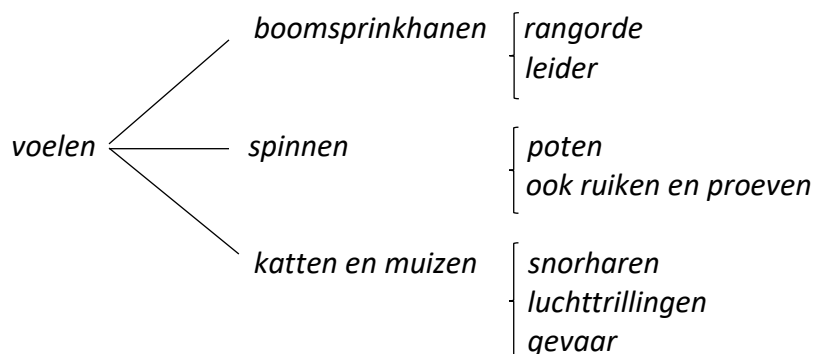 boomsprinkhanen rangorde
leider
voelen spinnen poten
ook ruiken en proeven
katten en muizen snorharen
luchttrillingen
gevaar